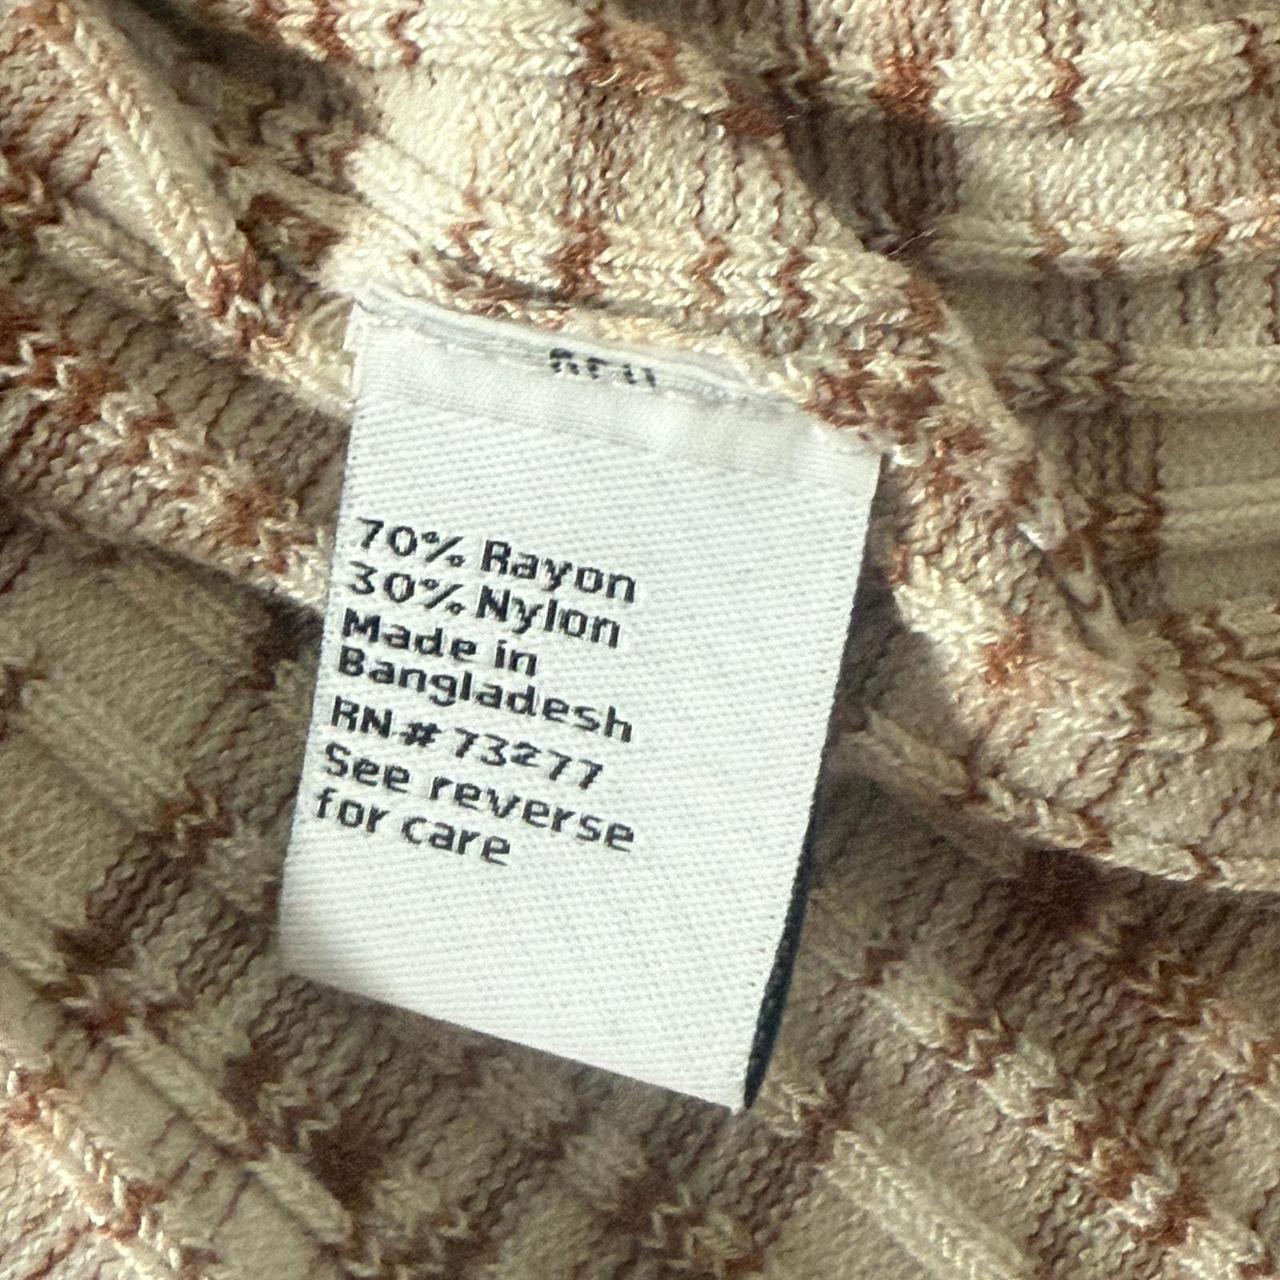 70% Rayon
30% Nylon
Made in
Bangladesh
RN# 73277
See reverse
for care